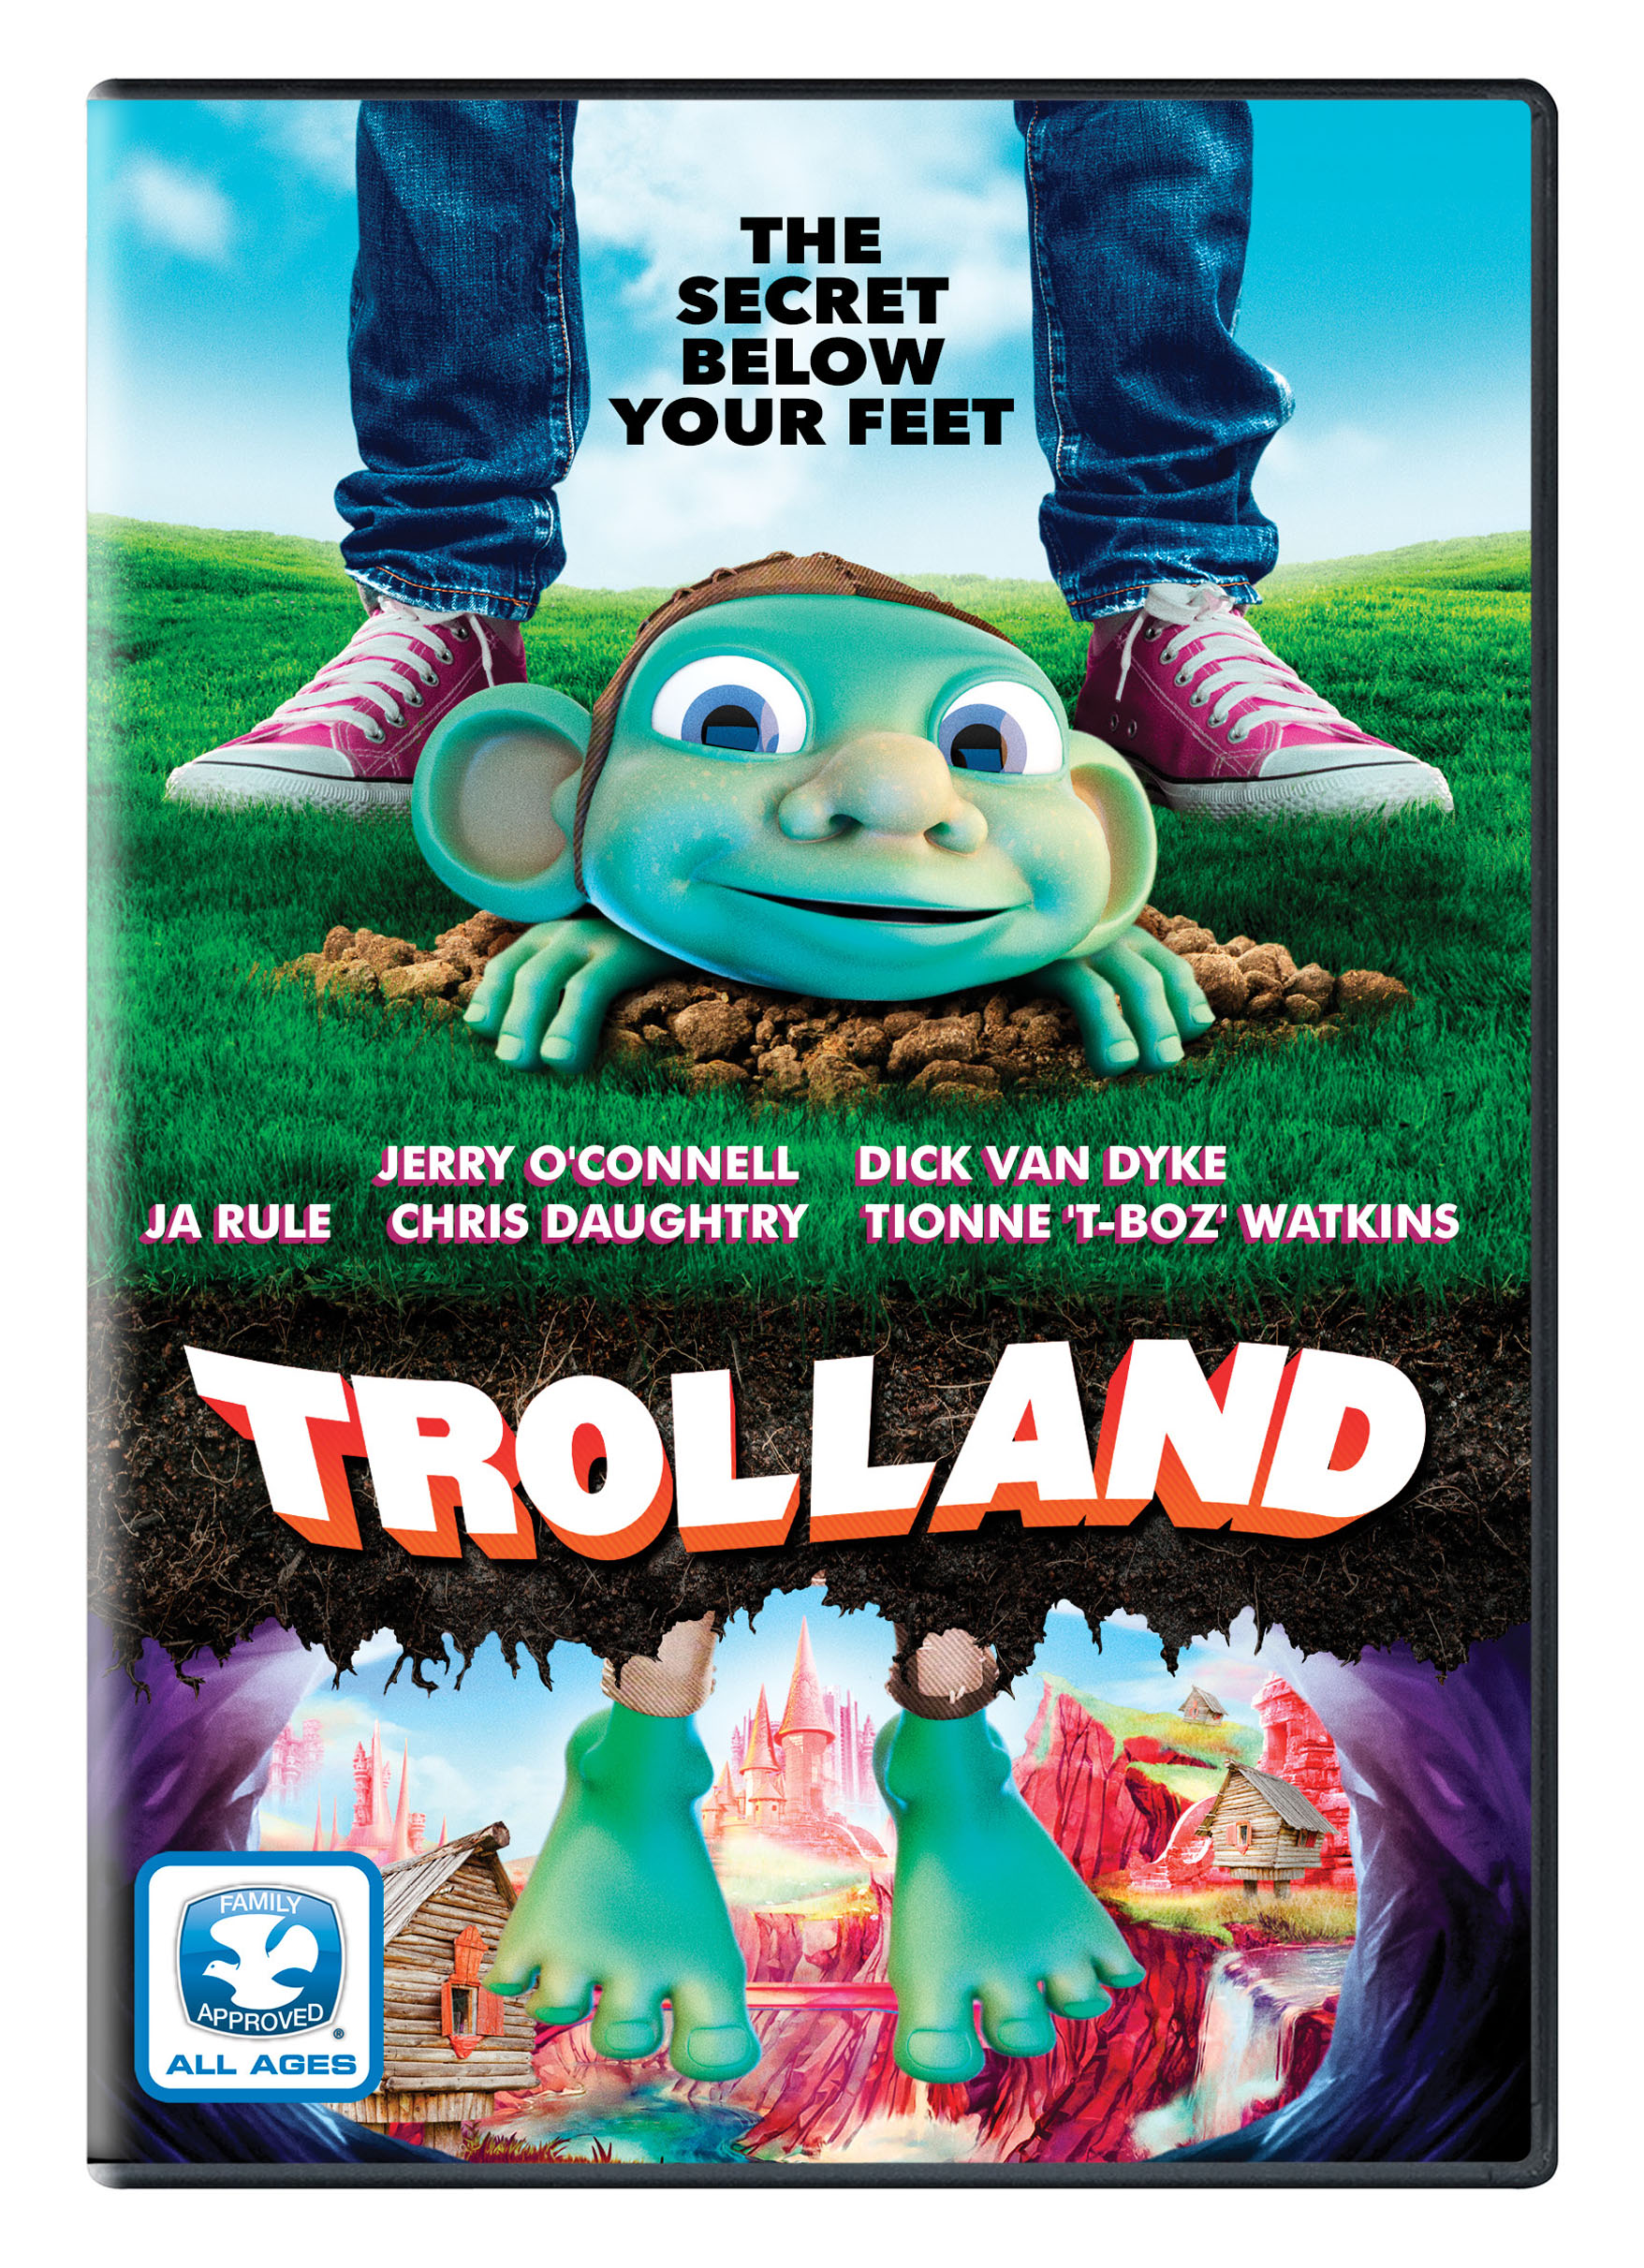 THE
SECRET
BELOW
YOUR FEET
JERRY O'CONNELL DICK VAN DYKE
JA RULE CHRIS DAUGHTRY TIONNE 'T-BOZ' WATKINS
TROLLAND
FAMILY
APPROVED ®
ALL AGES